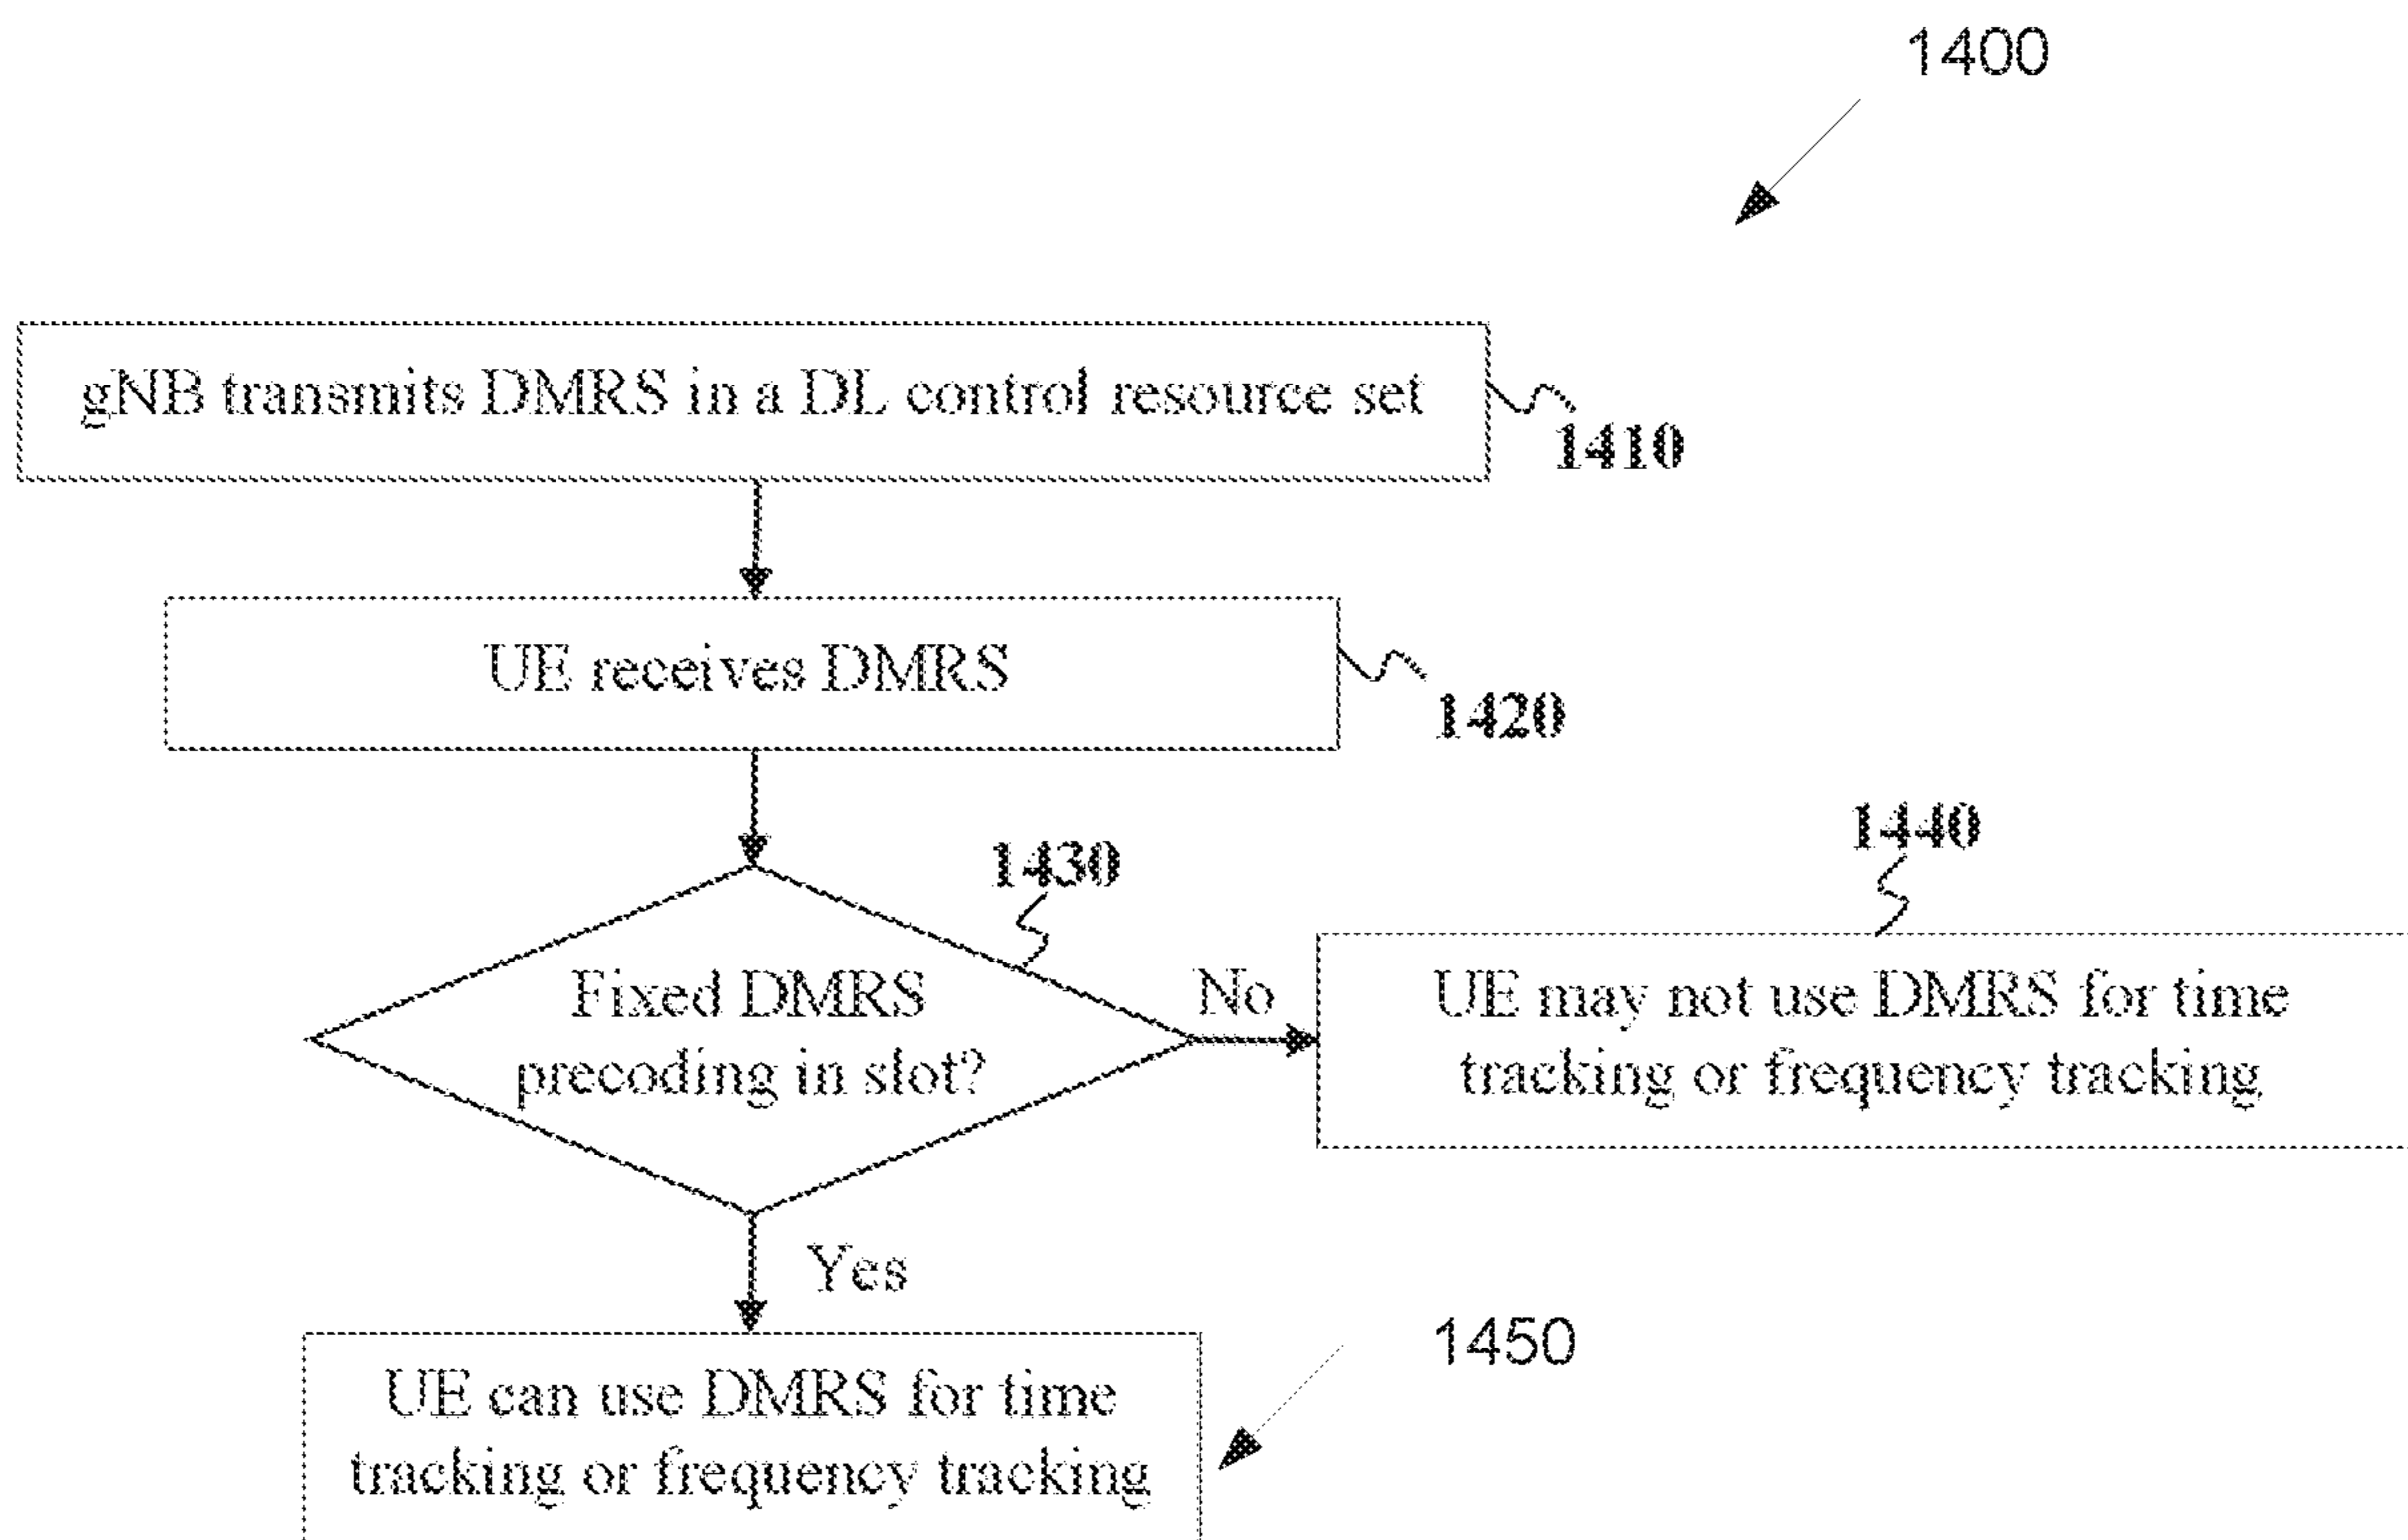 1400
gNB transmits DMRS in a DL control resource set
1410
UE receives DMRS
1420
1430
1440
Fixed DMRS
precoding in slot?
No
UE may not use DMRS for time
tracking or frequency tracking
Yes
1450
UE can use DMRS for time
tracking or frequency tracking